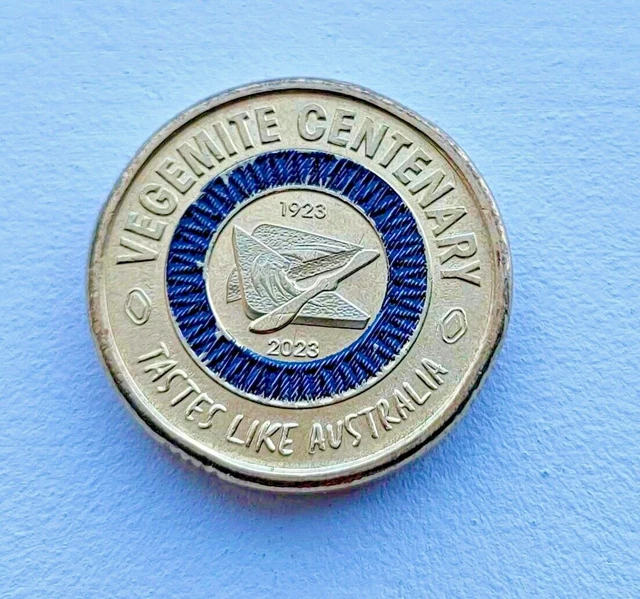 VEGEMITE CENTENARY
1923
2023
TASTES LIKE AUSTRALIA